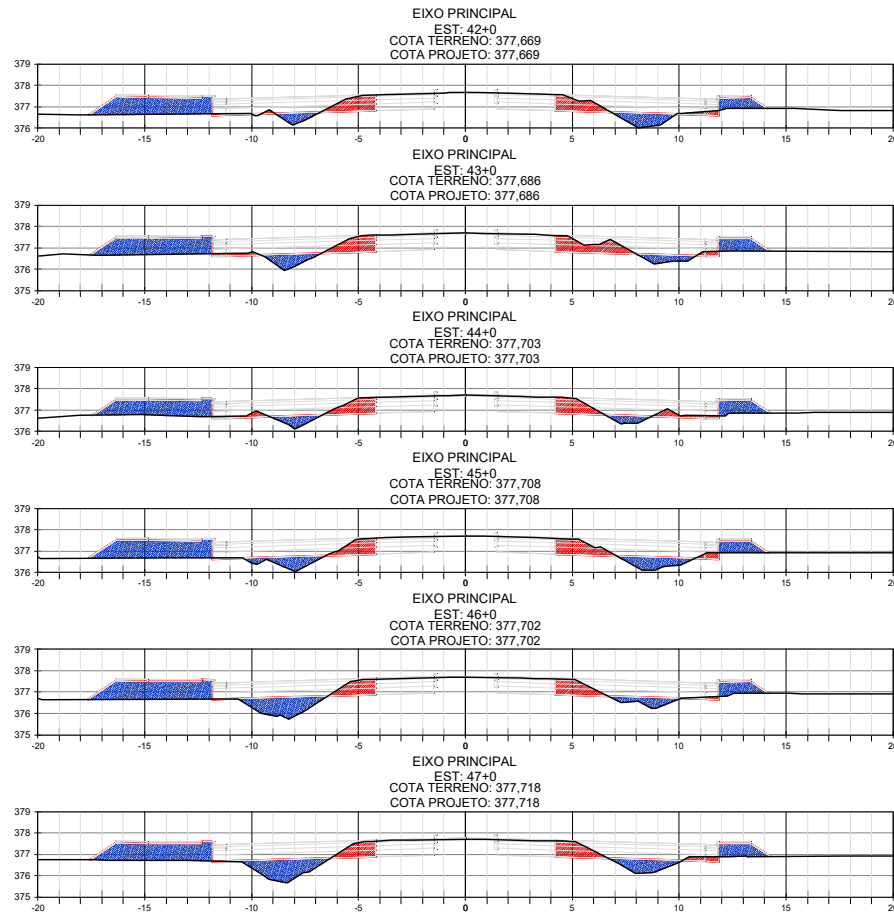 EIXO PRINCIPAL
EST: 42+0
COTA TERRENO: 377,669
COTA PROJETO: 377,669
379
378
377
376
-20 -15 -10 -5 0 5 10 15 20
EIXO PRINCIPAL
EST: 43+0
COTA TERRENO: 377,686
COTA PROJETO: 377,686
379
378
377
376
375
-20 -15 -10 -5 0 5 10 15 20
EIXO PRINCIPAL
EST: 44+0
COTA TERRENO: 377,703
COTA PROJETO: 377,703
379
378
377
376
-20 -15 -10 -5 0 5 10 15 20
EIXO PRINCIPAL
EST: 45+0
COTA TERRENO: 377,708
COTA PROJETO: 377,708
379
378
377
376
-20 -15 -10 -5 0 5 10 15 20
EIXO PRINCIPAL
EST: 46+0
COTA TERRENO: 377,702
COTA PROJETO: 377,702
379
378
377
376
375
-20 -15 -10 -5 0 5 10 15 20
EIXO PRINCIPAL
EST: 47+0
COTA TERRENO: 377,718
COTA PROJETO: 377,718
379
378
377
376
375
-20 -15 -10 -5 0 5 10 15 20